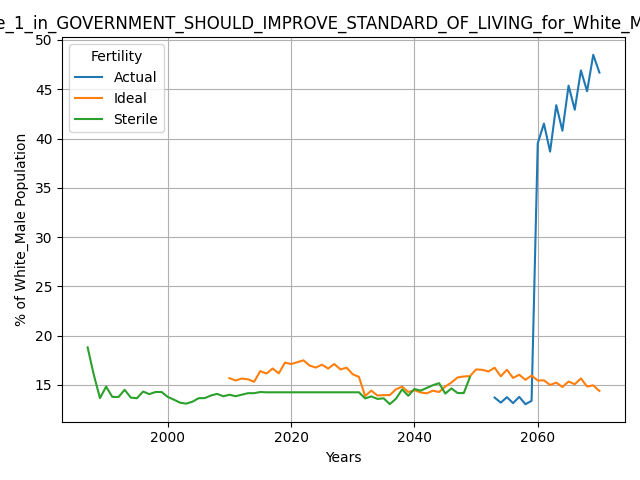 e_1_in_GOVERNMENT_SHOULD_IMPROVE_STANDARD_OF_LIVING_for_White_M
50
45
40
35
30
25
20
15
% of White_Male Population
Fertility
Actual
Ideal
Sterile
2000 2020 2040 2060
Years